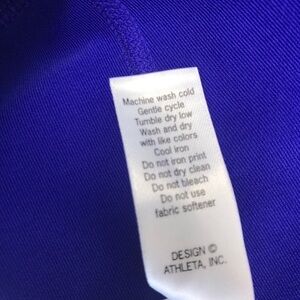 Machine wash cold
Gentle cycle
Tumble dry low
Wash and dry
with like colors
Cool iron
Do not iron print
Do not dry clean
Do not bleach
Do not use
fabric softener
DESIGN ©
ATHLETA, INC.